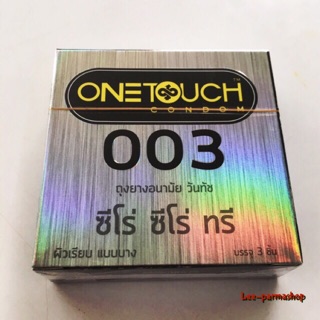 ONETOUCH™
CONDOM
003
ถุงยางอนามัย วันทัช
ซีโร่ ซีโร่ ทรี
ผิวเรียบ แบบบาง
บรรจุ 3 ชิ้น
Lee-parmashop